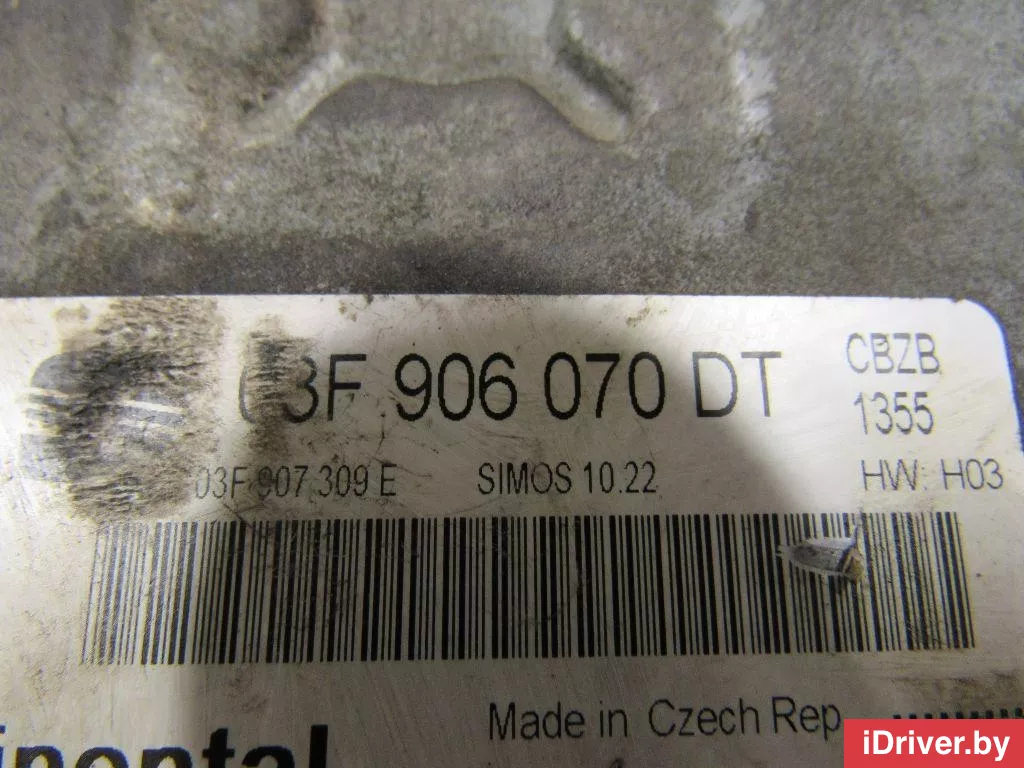 03F 906 070 DT
CBZB
1355
03F 907 309 E SIMOS 10.22 HW: H03
Made in Czech Rep
iDriver.by